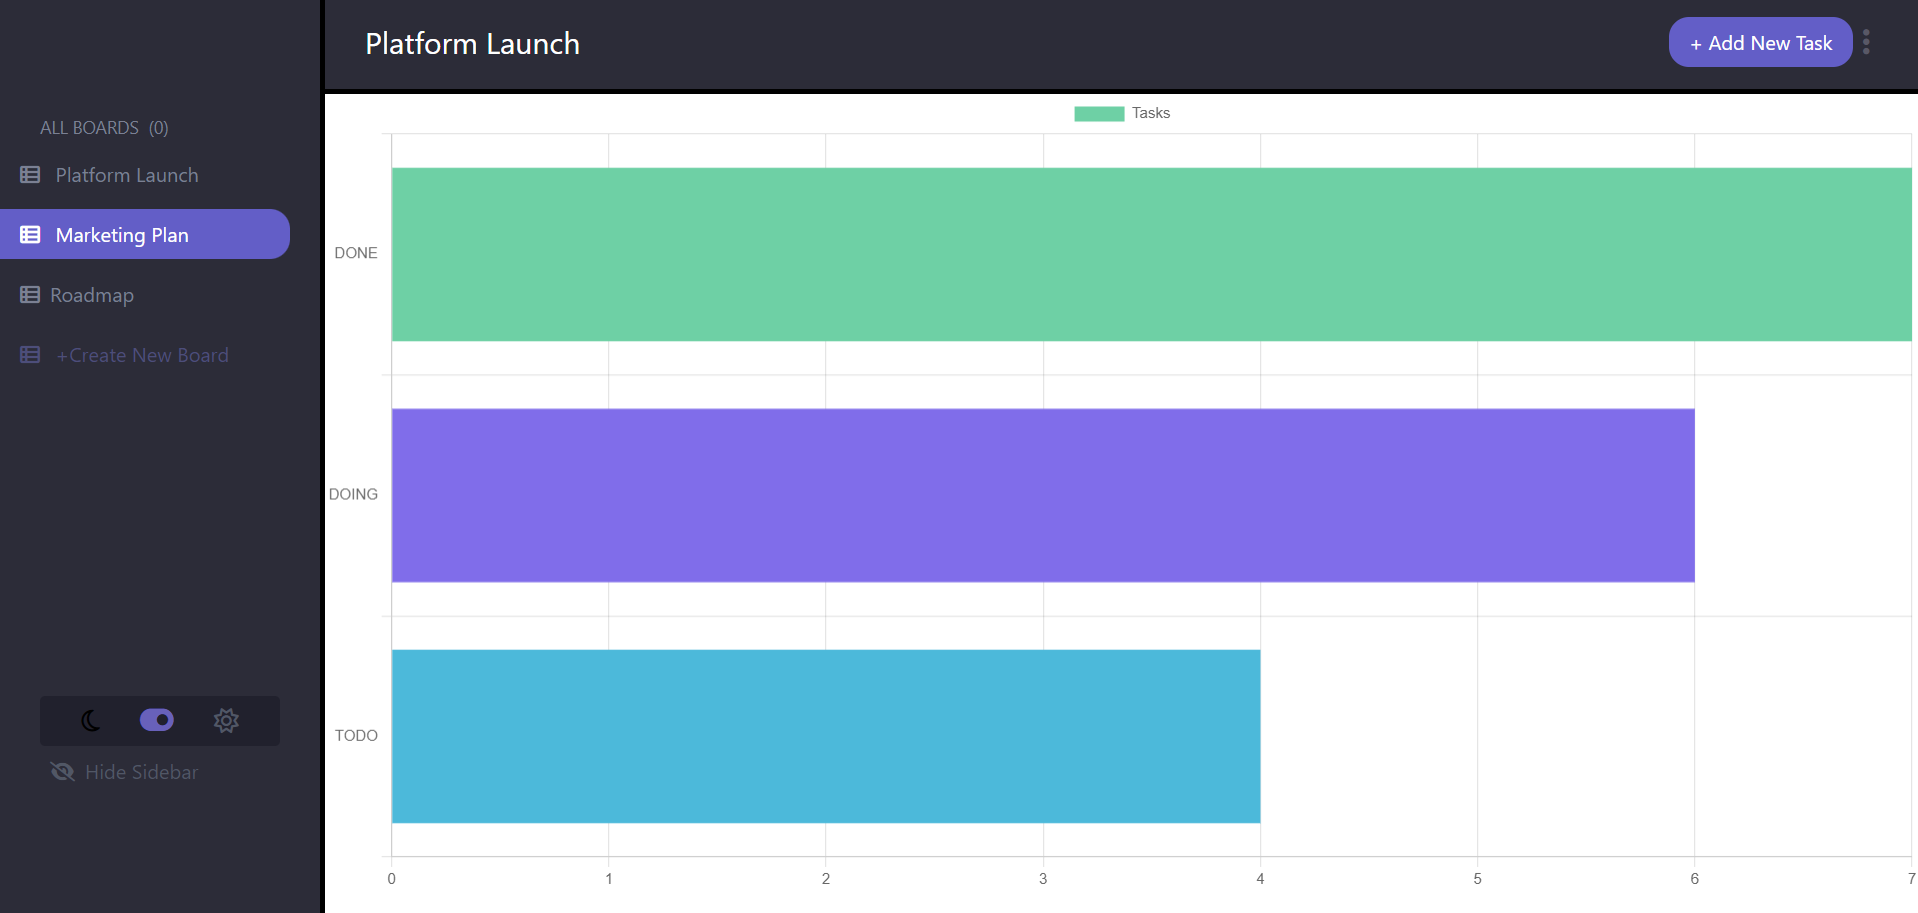 Platform Launch
+ Add New Task
ALL BOARDS (0)
Platform Launch
Marketing Plan
Roadmap
+Create New Board
Hide Sidebar
Tasks
DONE
DOING
TODO
0 1 2 3 4 5 6 7